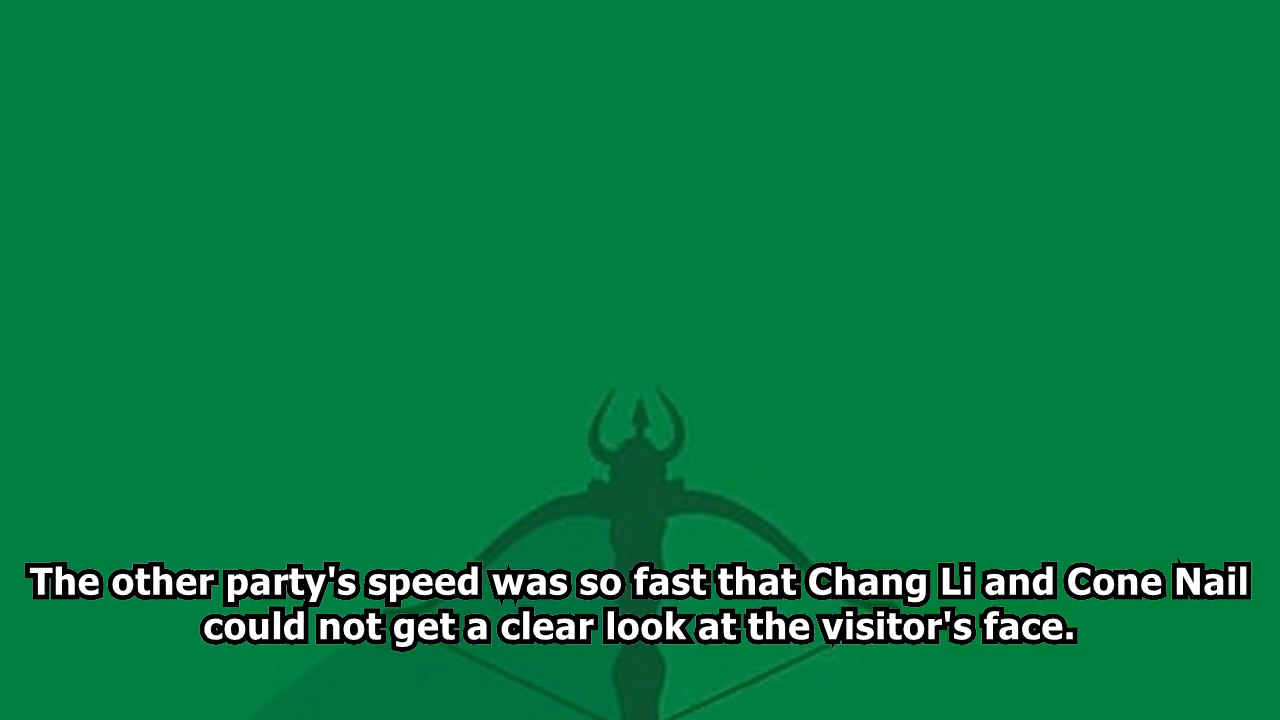 The other party's speed was so fast that Chang Li and Cone Nail
could not get a clear look at the visitor's face.